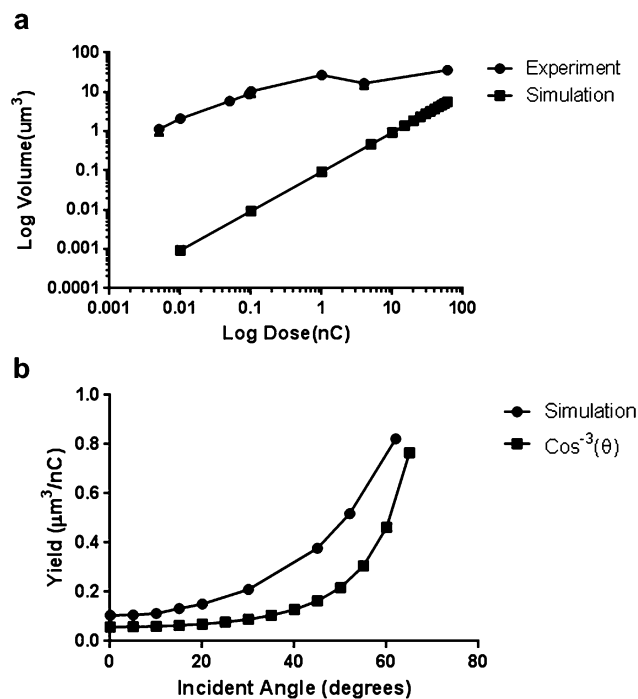 a
Log Volume(um3)
100
10
1
0.1
0.01
0.001
0.0001
0.001 0.01 0.1 1 10 100
Log Dose(nC)
Experiment
Simulation
b
Yield (μm³/nC)
1.0
0.8
0.6
0.4
0.2
0.0
0 20 40 60 80
Incident Angle (degrees)
Simulation
Cos⁻³(θ)